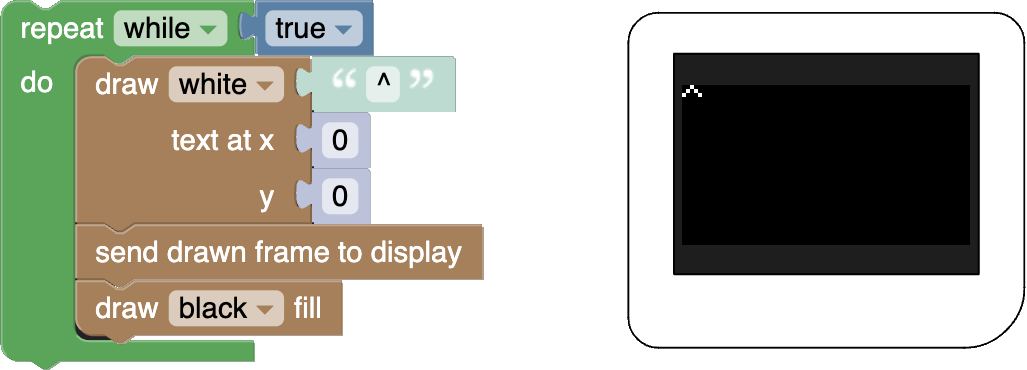 repeat while true
do draw white “ ^ ”
text at x 0
y 0
send drawn frame to display
draw black fill
^